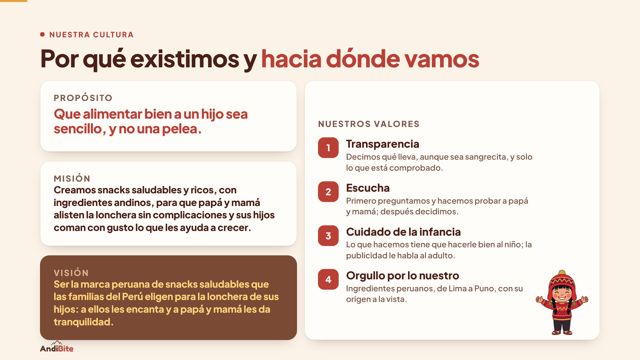 NUESTRA CULTURA
Por qué existimos y hacia dónde vamos
PROPÓSITO
Que alimentar bien a un hijo sea
sencillo, y no una pelea.
MISIÓN
Creamos snacks saludables y ricos, con
ingredientes andinos, para que papá y mamá
alisten la lonchera sin complicaciones y sus hijos
coman con gusto lo que les ayuda a crecer.
VISIÓN
Ser la marca peruana de snacks saludables que
las familias del Perú eligen para la lonchera de sus
hijos: a ellos les encanta y a papá y mamá les da
tranquilidad.
NUESTROS VALORES
1 Transparencia
Decimos qué lleva, aunque sea sangrecita, y solo
lo que está comprobado.
2 Escucha
Primero preguntamos y hacemos probar a papá
y mamá; después decidimos.
3 Cuidado de la infancia
Lo que hacemos tiene que hacerle bien al niño; la
publicidad le habla al adulto.
4 Orgullo por lo nuestro
Ingredientes peruanos, de Lima a Puno, con su
origen a la vista.
AndiBite